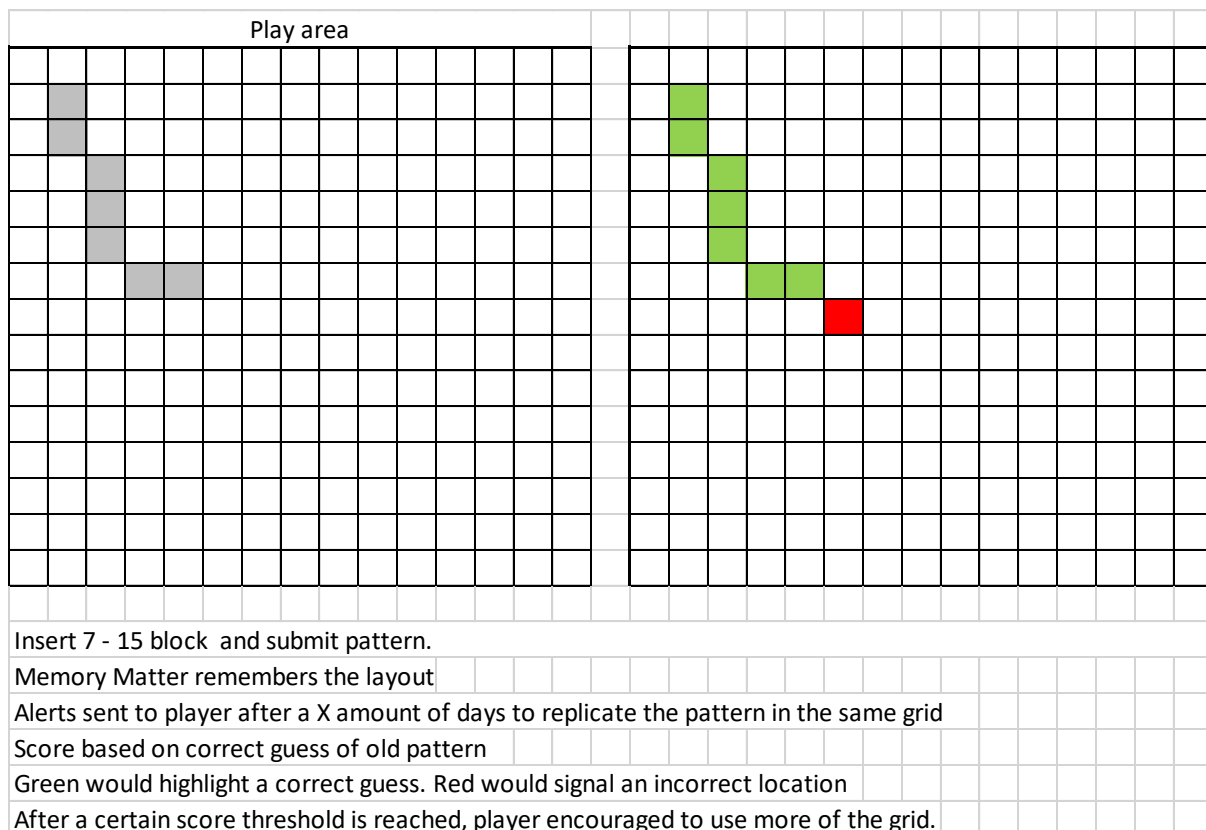 Play area
Insert 7 - 15 block  and submit pattern.
Memory Matter remembers the layout
Alerts sent to player after a X amount of days to replicate the pattern in the same grid
Score based on correct guess of old pattern
Green would highlight a correct guess. Red would signal an incorrect location
After a certain score threshold is reached, player encouraged to use more of the grid.